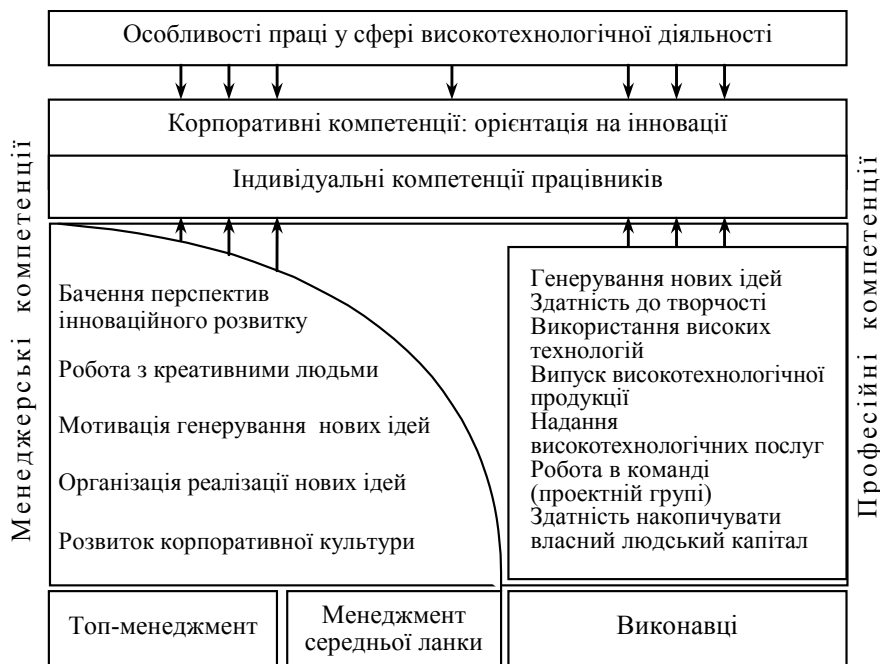 Особливості праці у сфері високотехнологічної діяльності
Корпоративні компетенції: орієнтація на інновації
Індивідуальні компетенції працівників
Менеджерські компетенції
Бачення перспектив
інноваційного розвитку
Робота з креативними людьми
Мотивація генерування нових ідей
Організація реалізації нових ідей
Розвиток корпоративної культури
Генерування нових ідей
Здатність до творчості
Використання високих
технологій
Випуск високотехнологічної
продукції
Надання
високотехнологічних послуг
Робота в команді
(проектній групі)
Здатність накопичувати
власний людський капітал
Професійні компетенції
Топ-менеджмент
Менеджмент
середньої ланки
Виконавці